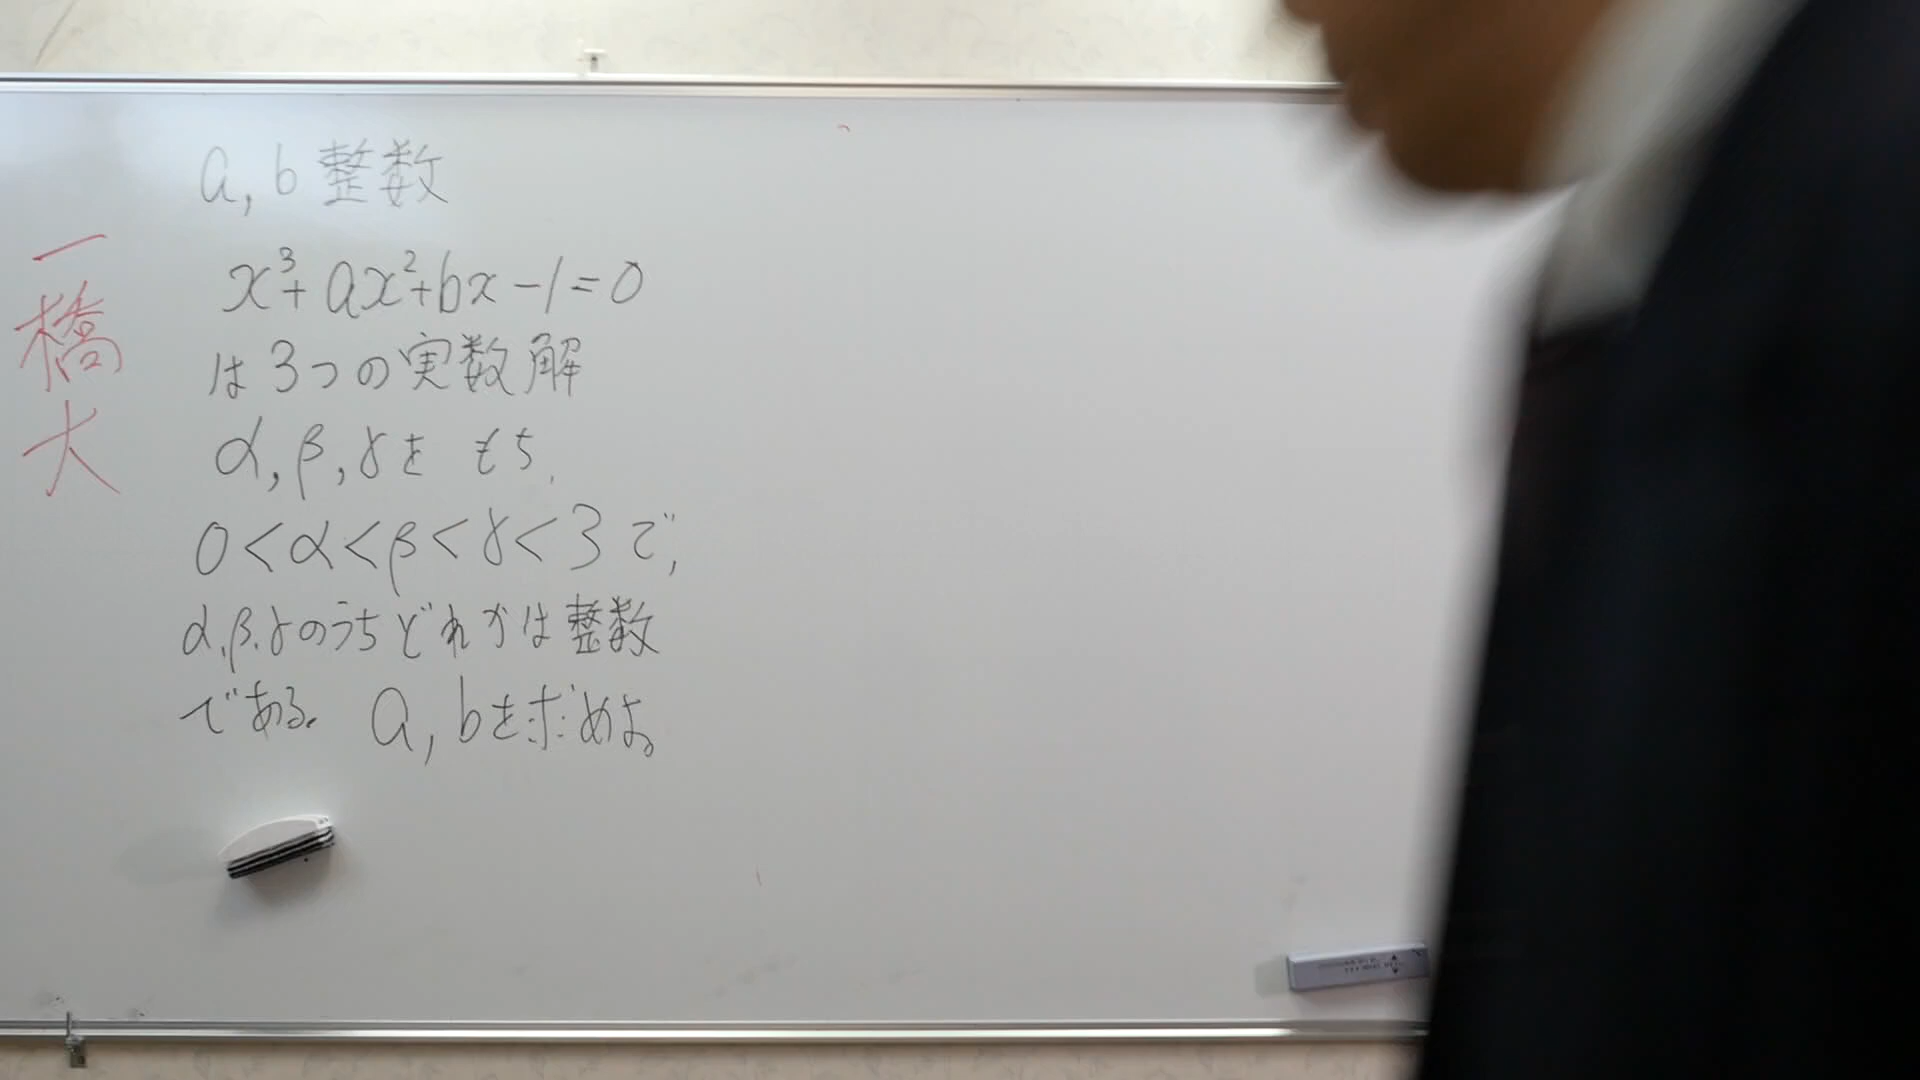 一橋大
a, b 整数
x³+ax²+bx-1=0
は3つの実数解
α, β, γを もち,
0<α<β<γ<3で,
α,β,γのうちどれかは整数
である。 a, bを求めよ。